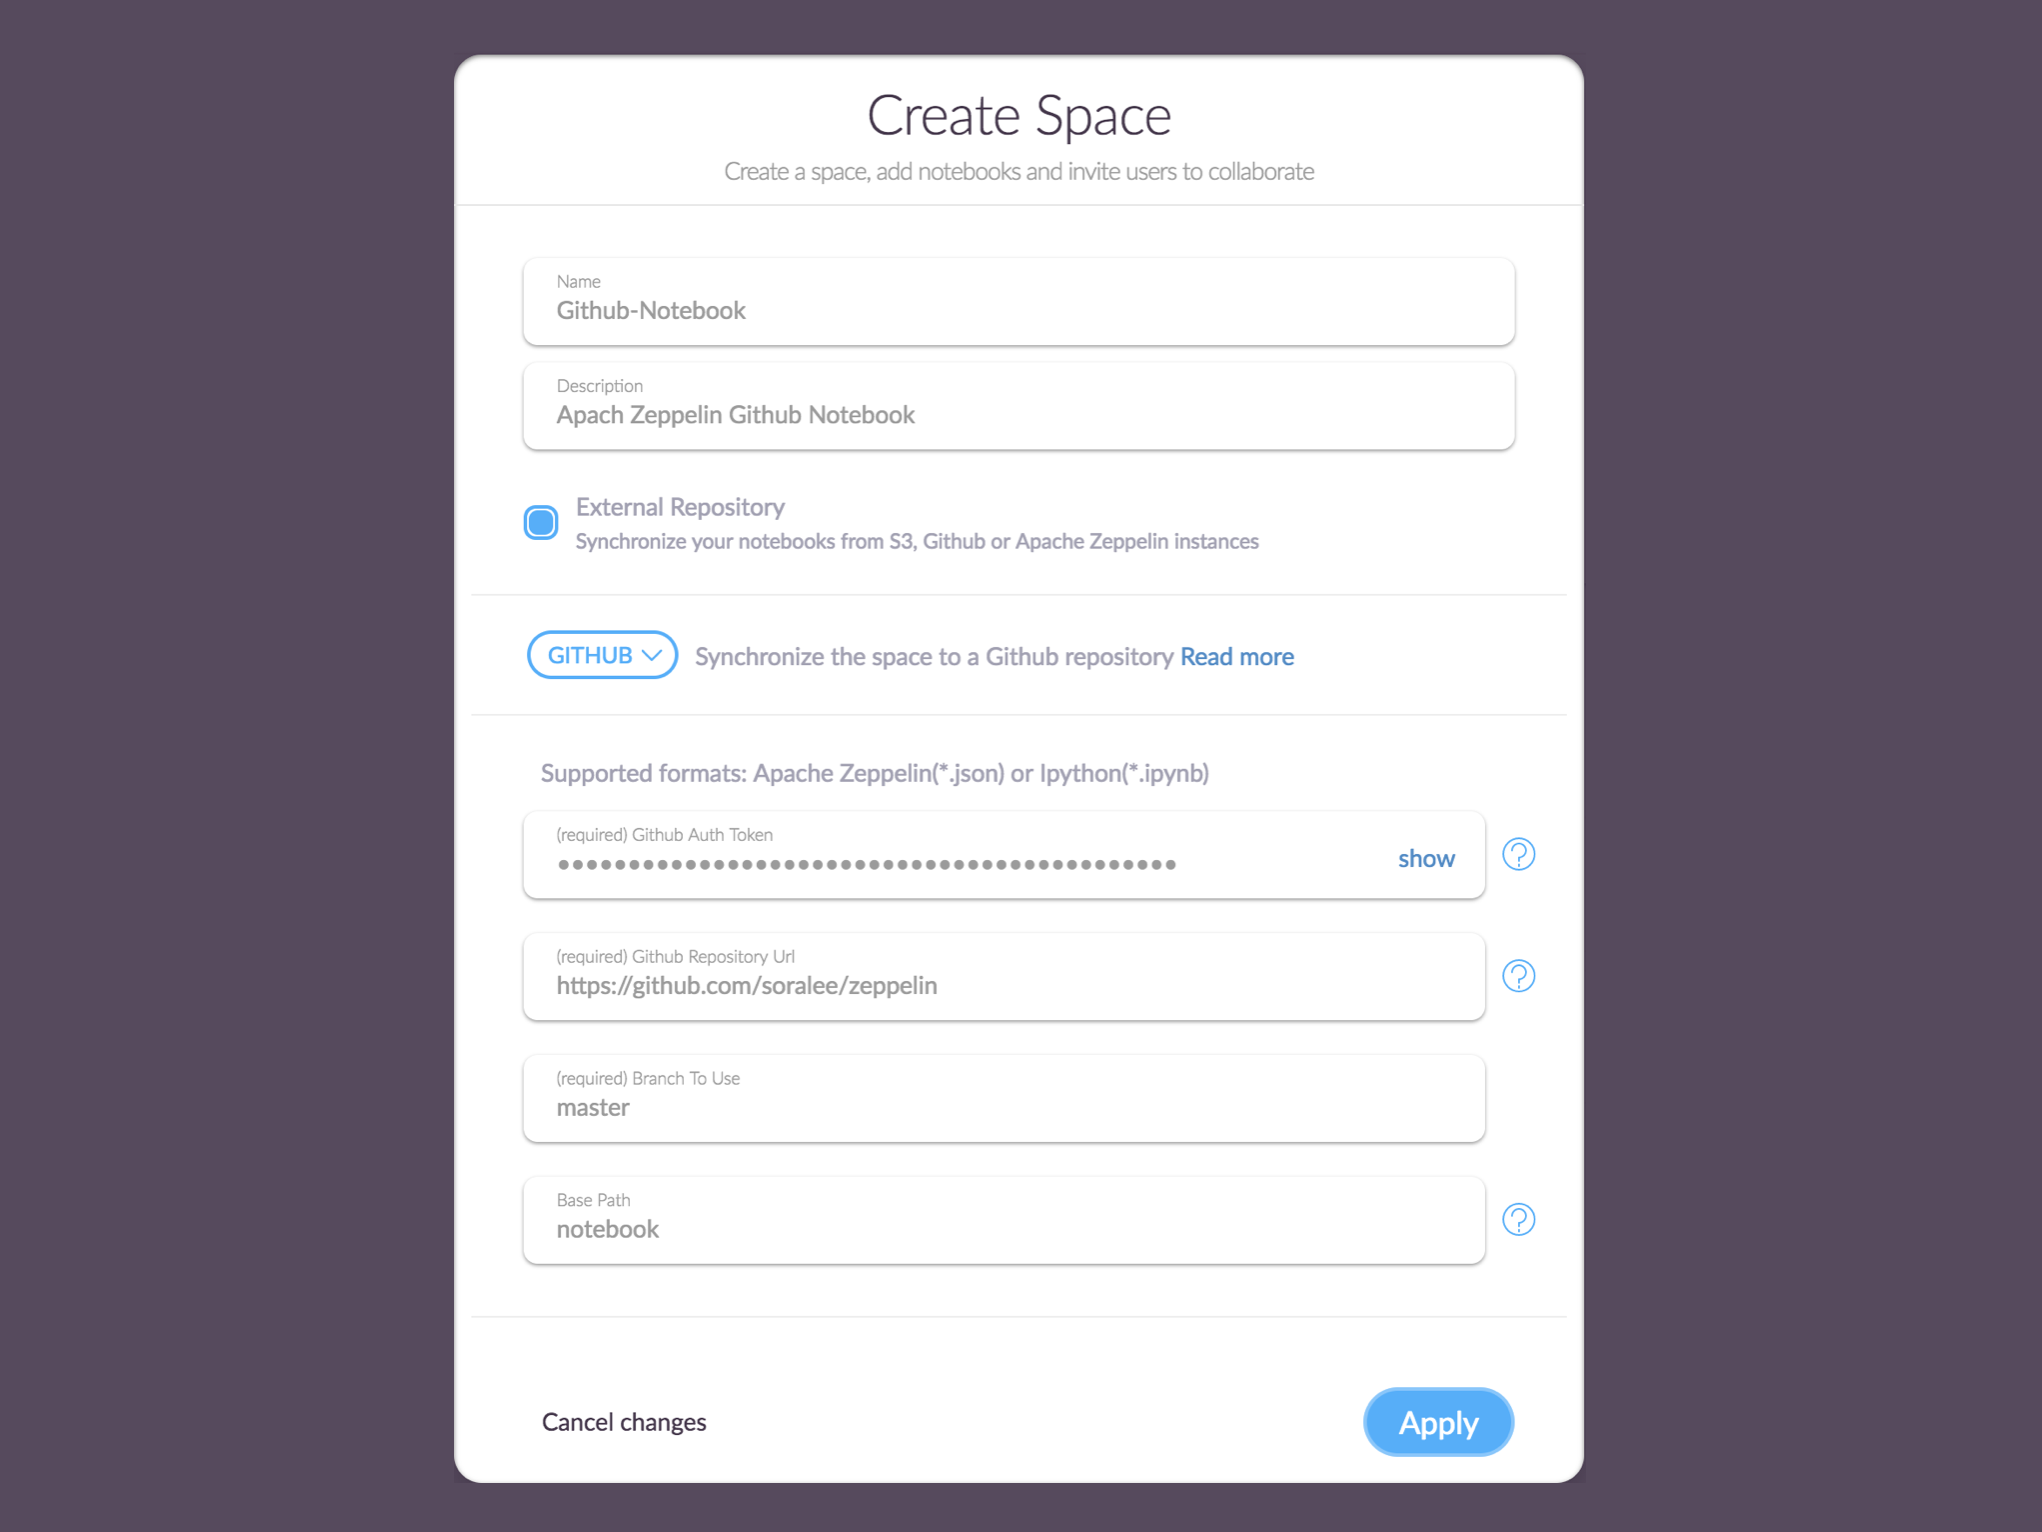 Create Space
Create a space, add notebooks and invite users to collaborate
Name
Github-Notebook
Description
Apach Zeppelin Github Notebook
External Repository
Synchronize your notebooks from S3, Github or Apache Zeppelin instances
GITHUB Synchronize the space to a Github repository Read more
Supported formats: Apache Zeppelin(*.json) or Ipython(*.ipynb)
(required) Github Auth Token
●●●●●●●●●●●●●●●●●●●●●●●●●●●●●●●●●●●●●●●●●●●● show ?
(required) Github Repository Url
https://github.com/soralee/zeppelin ?
(required) Branch To Use
master
Base Path
notebook ?
Cancel changes Apply